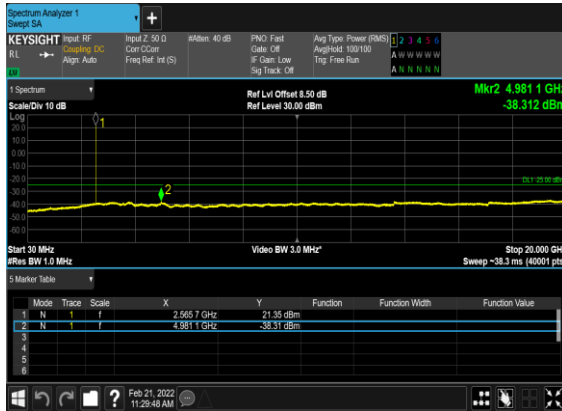 Spectrum Analyzer 1
Swept SA
+
KEYSIGHT Input: RF Input Z: 50 Ω #Atten: 40 dB PNO: Fast Avg Type: Power (RMS) 1 2 3 4 5 6
RL Coupling: DC Corr CCorr Gate: Off Avg|Hold: 100/100 A W W W W W
Align: Auto Freq Ref: Int (S) IF Gain: Low Trig: Free Run
LXI Sig Track: Off A N N N N N
1 Spectrum Ref Lvl Offset 8.50 dB Mkr2 4.981 1 GHz
Scale/Div 10 dB Ref Level 30.00 dBm -38.312 dBm
Log
20.0
10.0
0.00
-10.0
-20.0
-30.0
-40.0
-50.0
-60.0
1
2
DL1 -25.00 dBm
Start 30 MHz Video BW 3.0 MHz* Stop 20.000 GHz
#Res BW 1.0 MHz Sweep ~38.3 ms (40001 pts)
5 Marker Table
Mode Trace Scale X Y Function Function Width Function Value
1 N 1 f 2.565 7 GHz 21.35 dBm
2 N 1 f 4.981 1 GHz -38.31 dBm
3
4
5
6
? Feb 21, 2022
11:29:48 AM